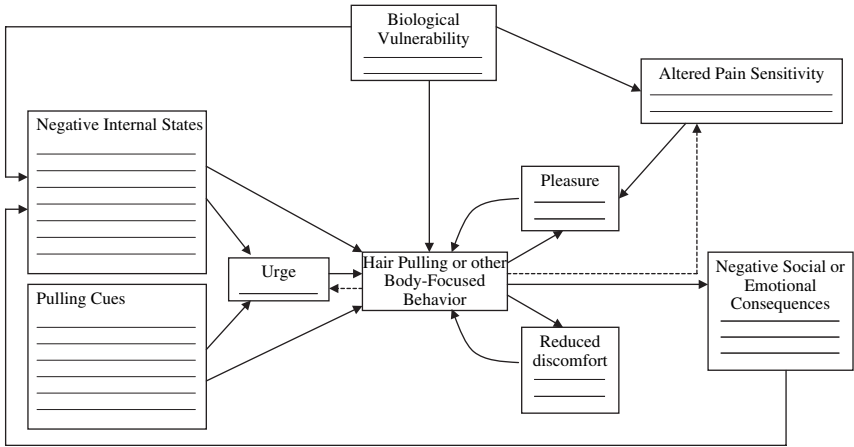 Biological
Vulnerability
Altered Pain Sensitivity
Negative Internal States
Pleasure
Urge
Hair Pulling or other
Body-Focused
Behavior
Negative Social or
Emotional
Consequences
Pulling Cues
Reduced
discomfort